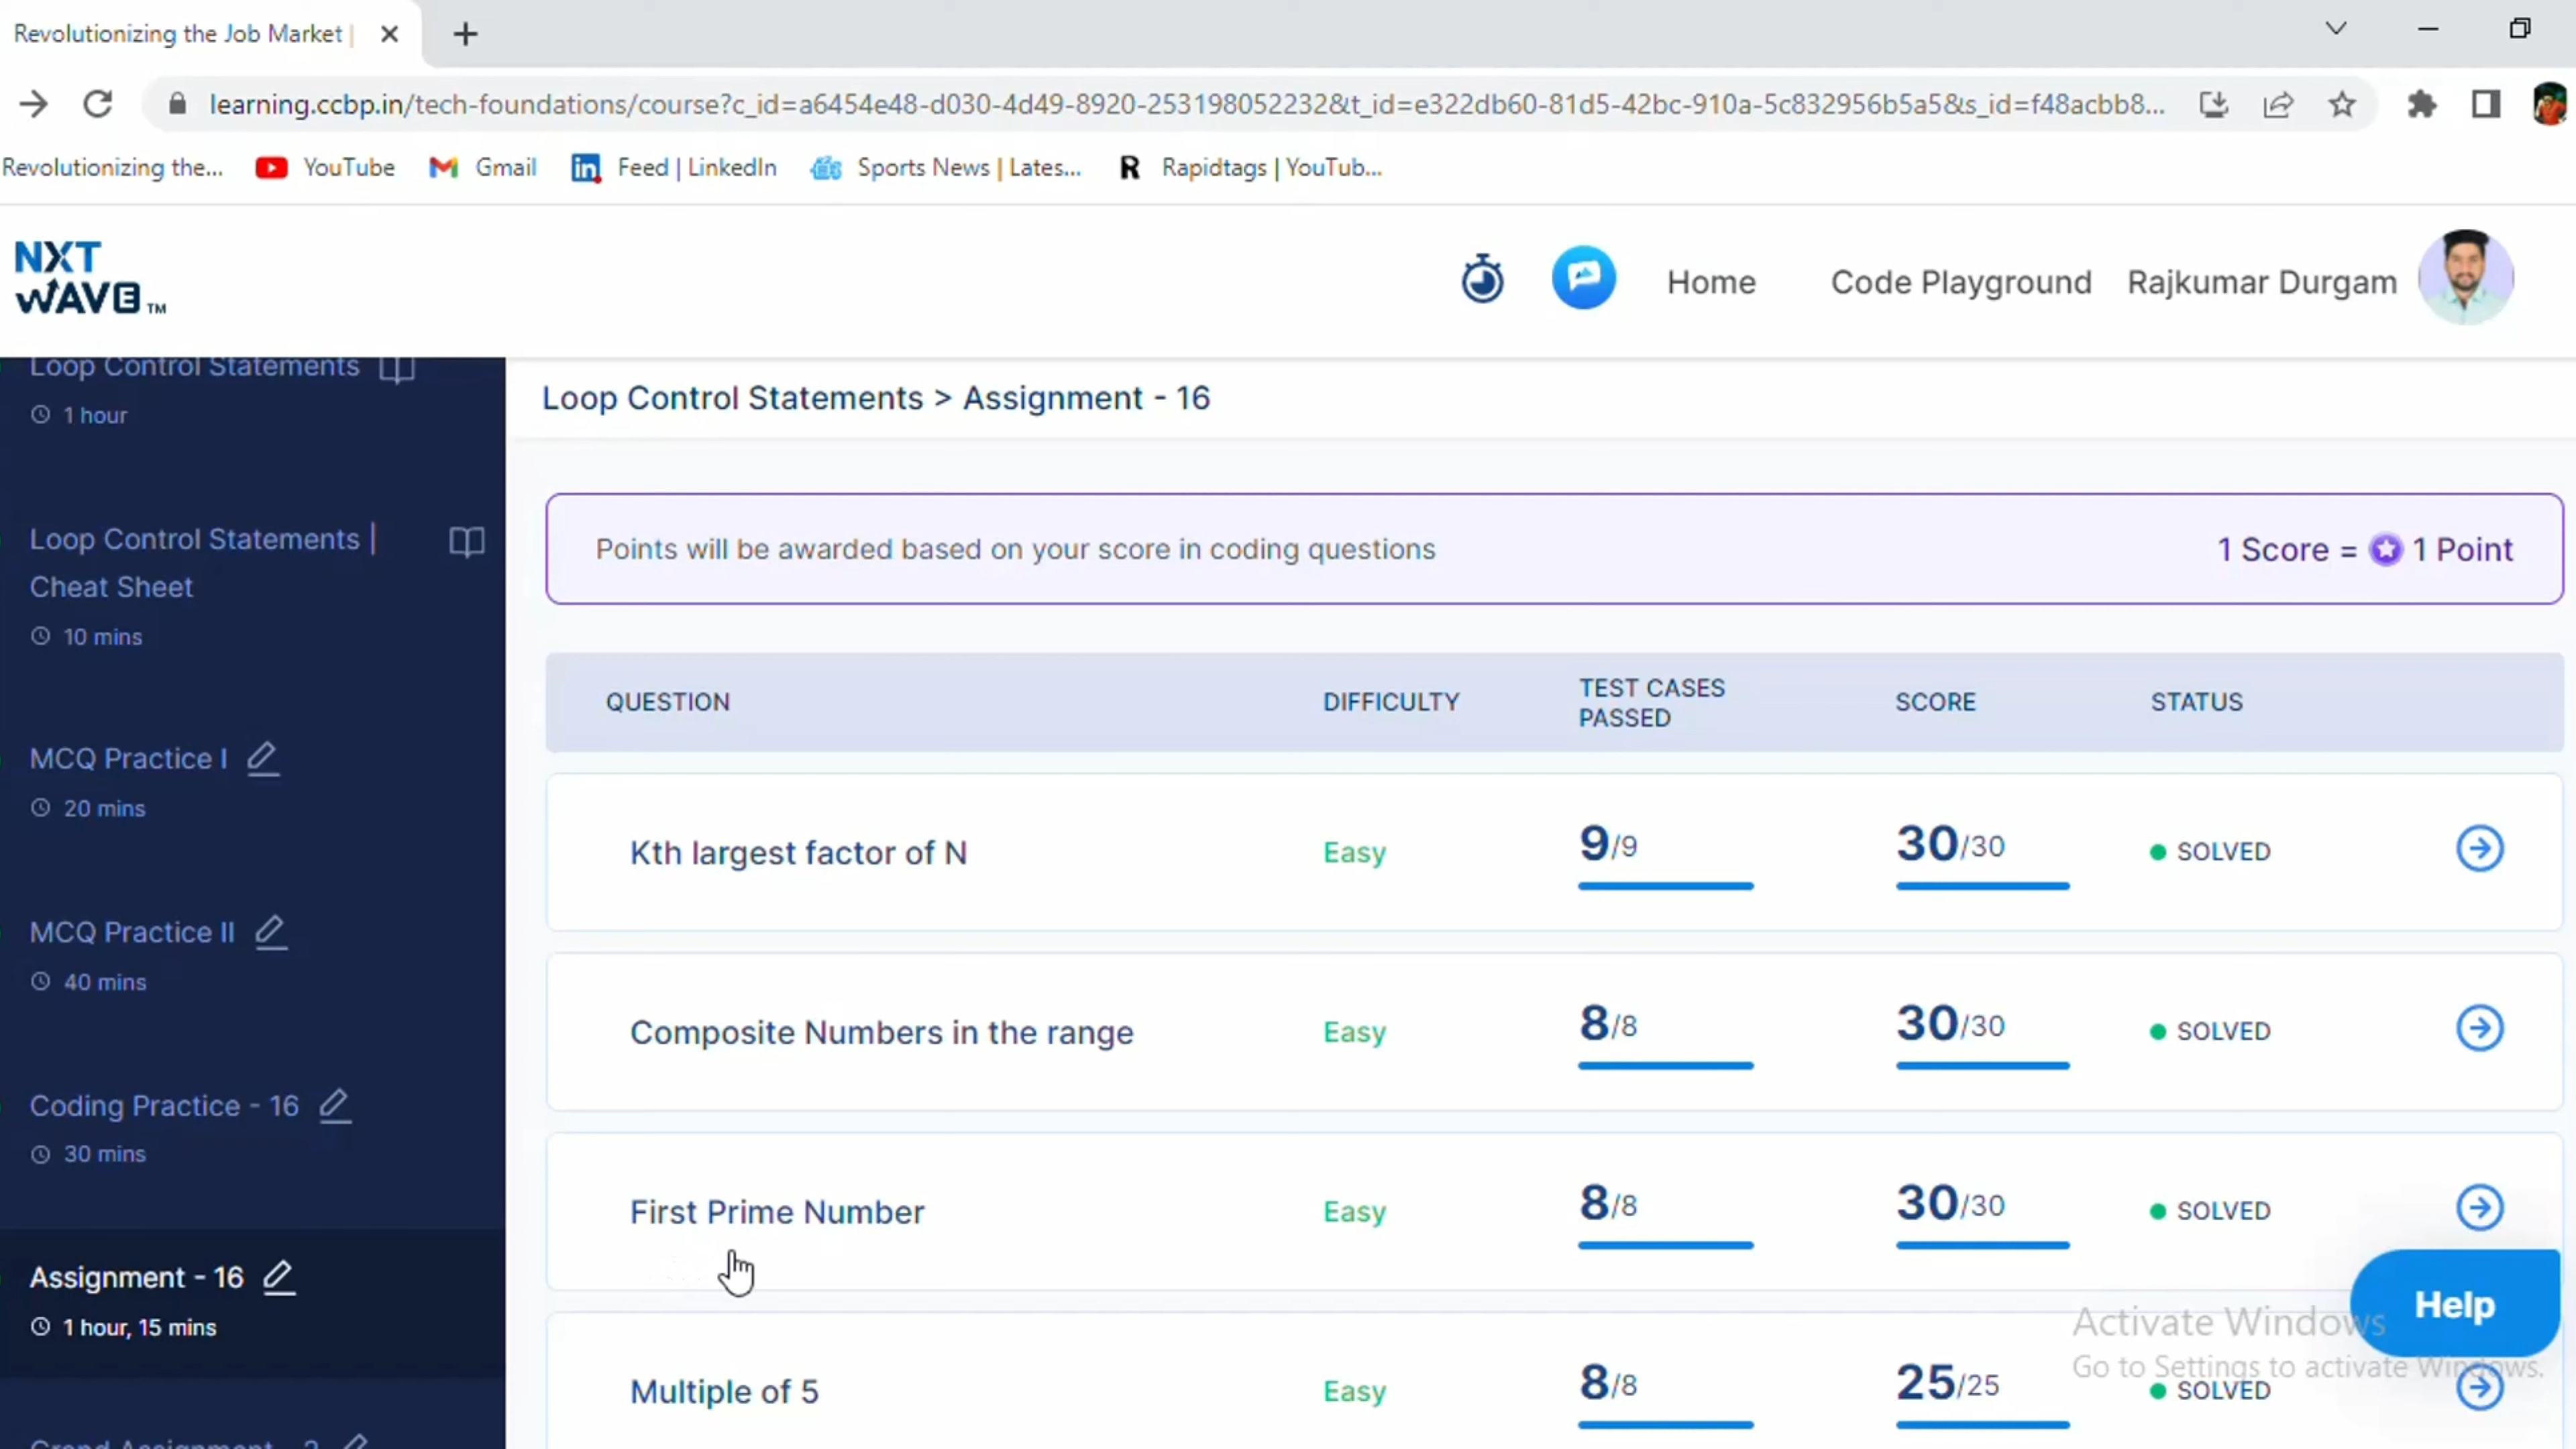 Revolutionizing the Job Market |
learning.ccbp.in/tech-foundations/course?c_id=a6454e48-d030-4d49-8920-253198052232&t_id=e322db60-81d5-42bc-910a-5c832956b5a5&s_id=f48acbb8...
Revolutionizing the... YouTube Gmail Feed | LinkedIn Sports News | Lates... R Rapidtags | YouTub...
NXT
WAVE TM
Home Code Playground Rajkumar Durgam
Loop Control Statements
1 hour
Loop Control Statements |
Cheat Sheet
10 mins
MCQ Practice I
20 mins
MCQ Practice II
40 mins
Coding Practice - 16
30 mins
Assignment - 16
1 hour, 15 mins
Grand Assignment - 2
Loop Control Statements > Assignment - 16
Points will be awarded based on your score in coding questions 1 Score = 1 Point
QUESTION DIFFICULTY TEST CASES PASSED SCORE STATUS
Kth largest factor of N Easy 9/9 30/30 SOLVED
Composite Numbers in the range Easy 8/8 30/30 SOLVED
First Prime Number Easy 8/8 30/30 SOLVED
Multiple of 5 Easy 8/8 25/25 SOLVED
Help
Activate Windows
Go to Settings to activate Windows.